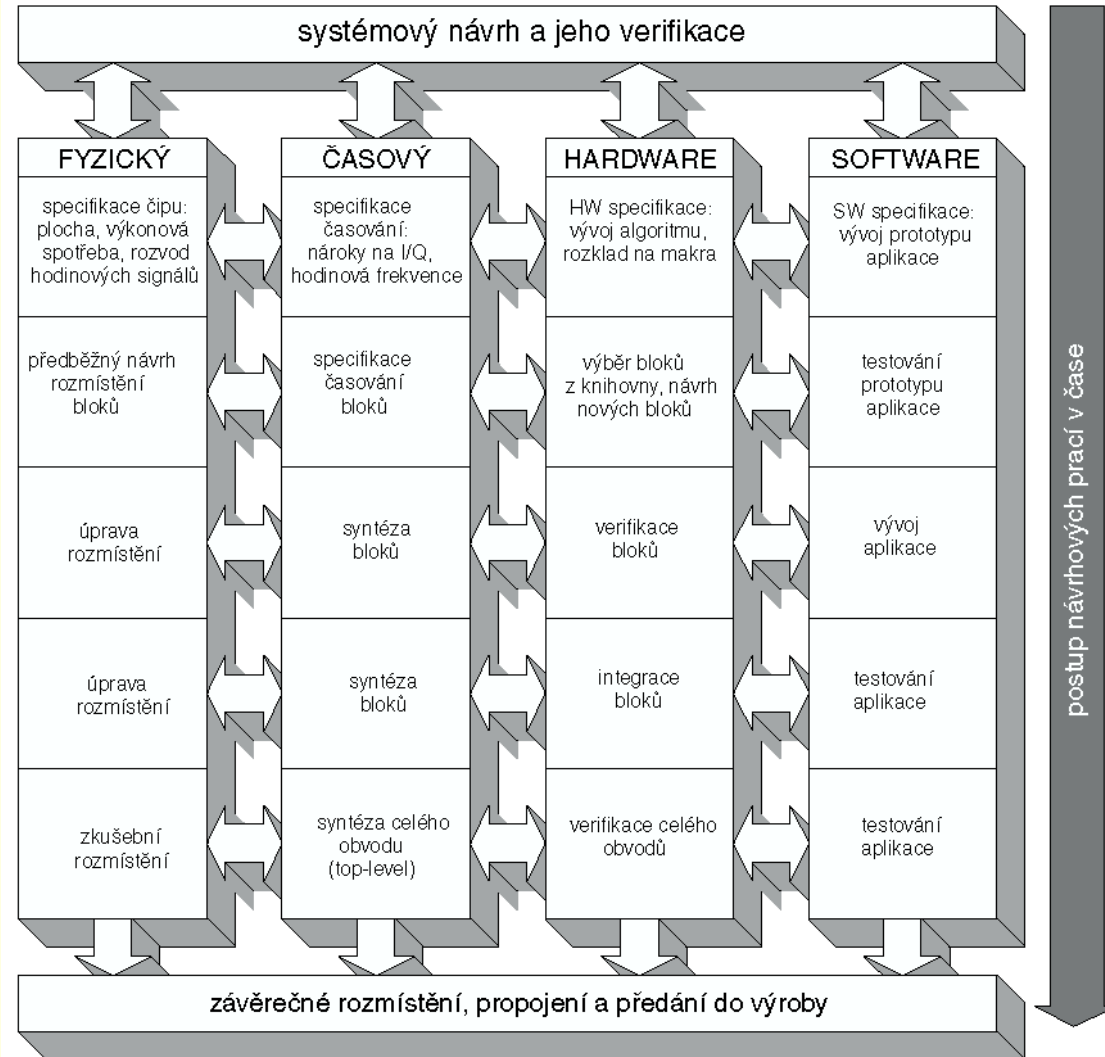 systémový návrh a jeho verifikace
FYZICKÝ
specifikace čipu:
plocha, výkonová
spotřeba, rozvod
hodinových signálů
předběžný návrh
rozmístění
bloků
úprava
rozmístění
úprava
rozmístění
zkušební
rozmístění
ČASOVÝ
specifikace
časování:
nároky na I/Q,
hodinová frekvence
specifikace
časování
bloků
syntéza
bloků
syntéza
bloků
syntéza celého
obvodu
(top-level)
HARDWARE
HW specifikace:
vývoj algoritmu,
rozklad na makra
výběr bloků
z knihovny, návrh
nových bloků
verifikace
bloků
integrace
bloků
verifikace celého
obvodů
SOFTWARE
SW specifikace:
vývoj prototypu
aplikace
testování
prototypu
aplikace
vývoj
aplikace
testování
aplikace
testování
aplikace
závěrečné rozmístění, propojení a předání do výroby
postup návrhových prací v čase